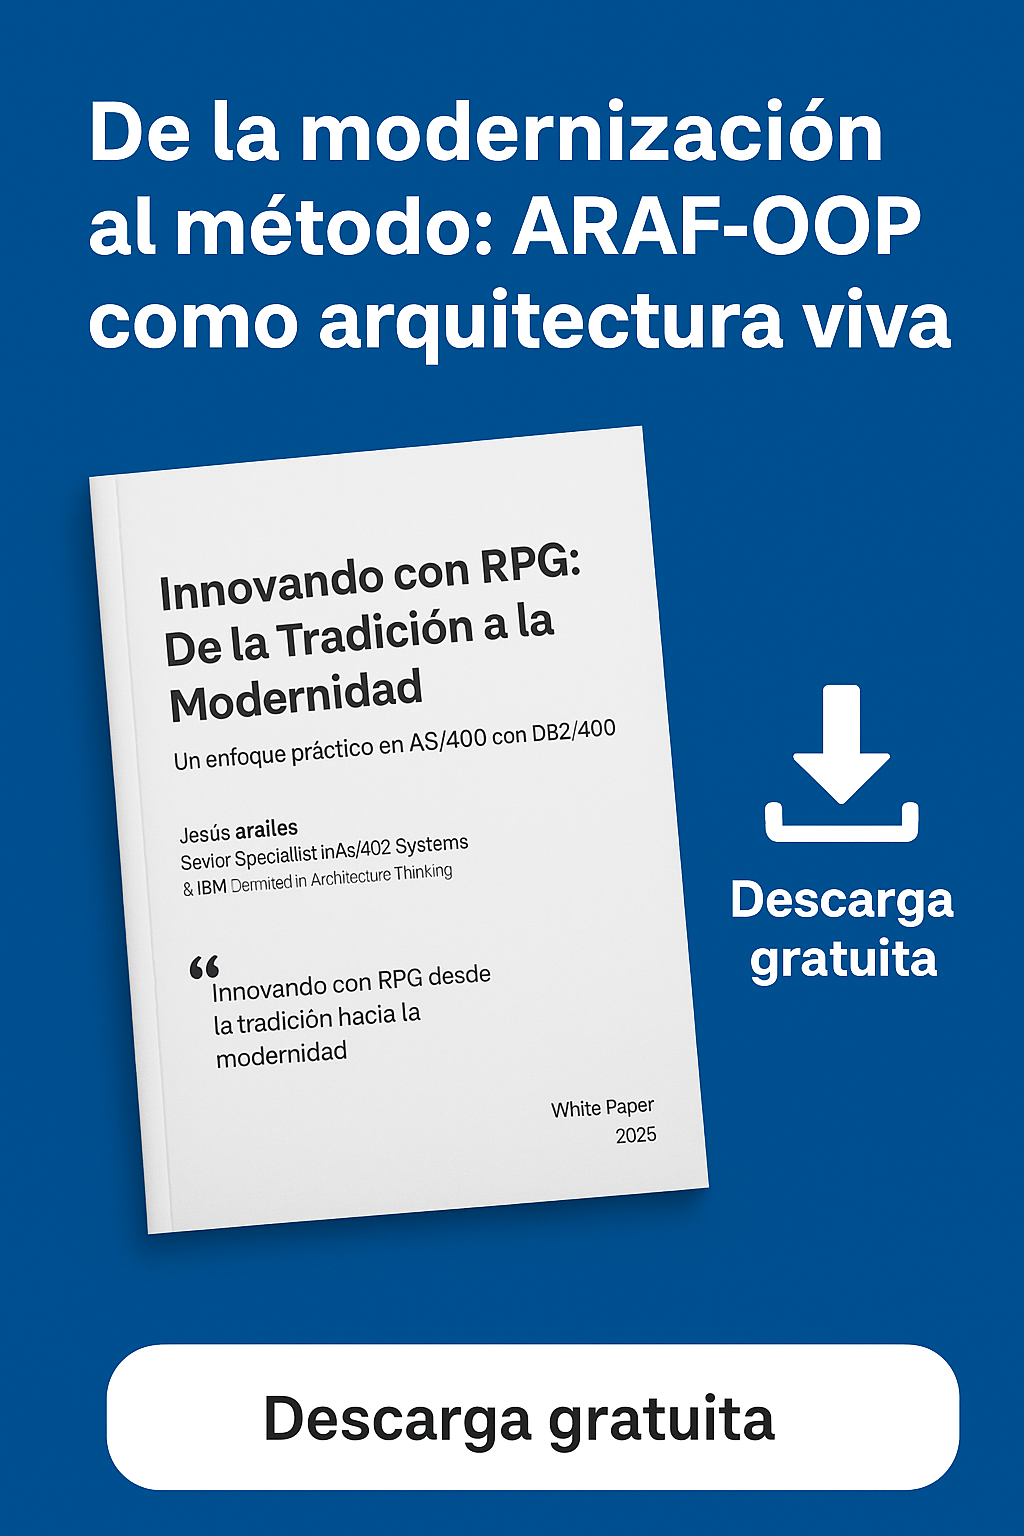 De la modernización
al método: ARAF-OOP
como arquitectura viva
Innovando con RPG:
De la Tradición a la
Modernidad
Un enfoque práctico en AS/400 con DB2/400
Jesús arailes
Sevior Speciallist inAs/402 Systems
& IBM Dermited in Architecture Thinking
“
Innovando con RPG desde
la tradición hacia la
modernidad
White Paper
2025
Descarga
gratuita
Descarga gratuita